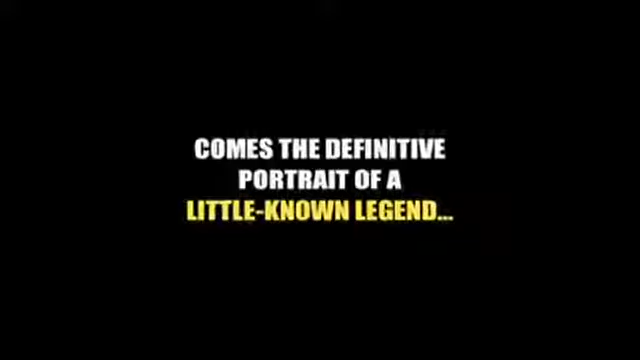 COMES THE DEFINITIVE
PORTRAIT OF A
LITTLE-KNOWN LEGEND...